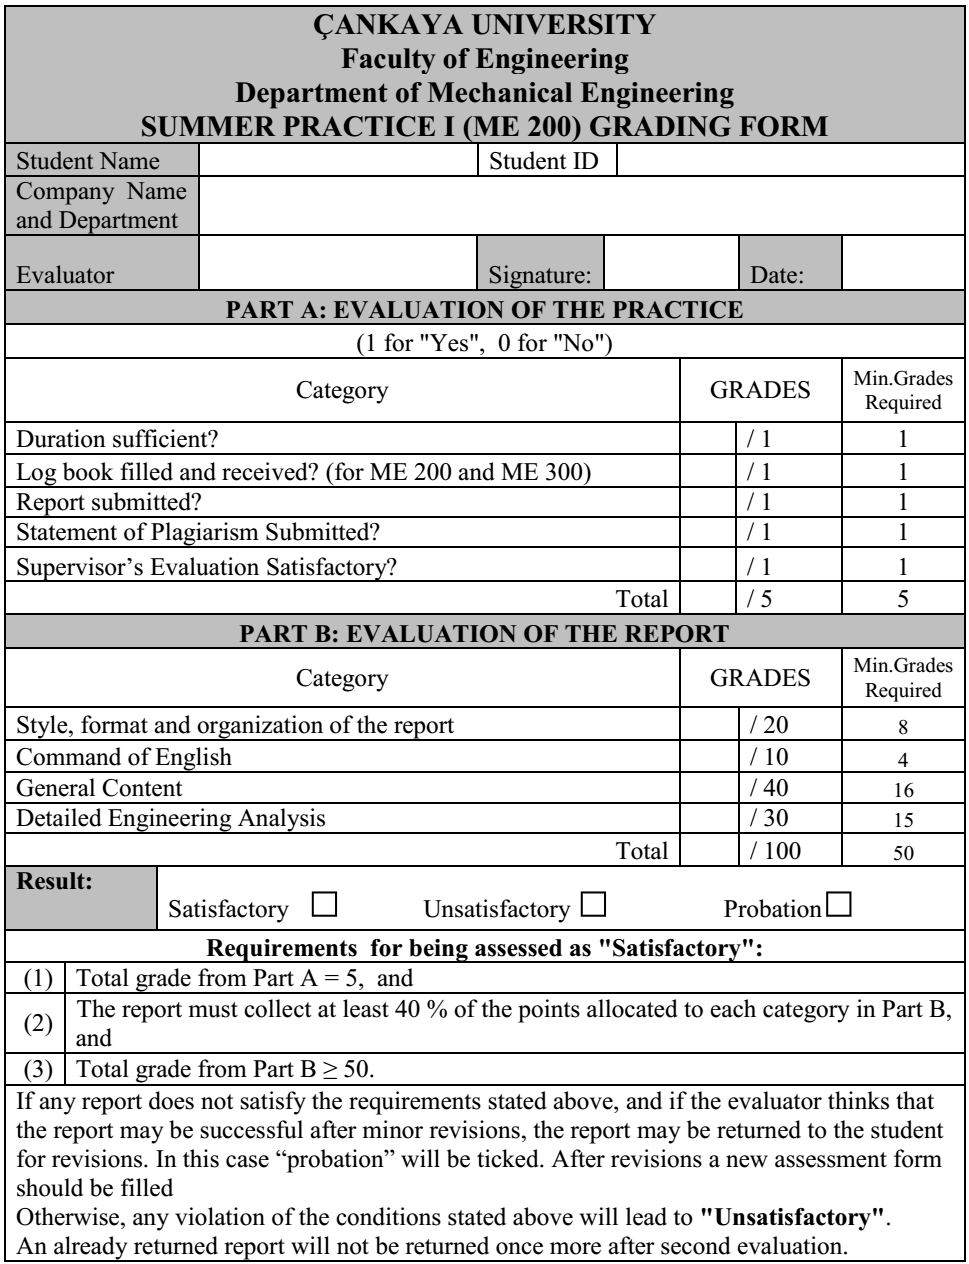 ÇANKAYA UNIVERSITY
Faculty of Engineering
Department of Mechanical Engineering
SUMMER PRACTICE I (ME 200) GRADING FORM
Student Name Student ID
Company Name
and Department
Evaluator Signature: Date:
PART A: EVALUATION OF THE PRACTICE
(1 for "Yes", 0 for "No")
Category GRADES Min.Grades
Required
Duration sufficient? / 1 1
Log book filled and received? (for ME 200 and ME 300) / 1 1
Report submitted? / 1 1
Statement of Plagiarism Submitted? / 1 1
Supervisor’s Evaluation Satisfactory? / 1 1
Total / 5 5
PART B: EVALUATION OF THE REPORT
Category GRADES Min.Grades
Required
Style, format and organization of the report / 20 8
Command of English / 10 4
General Content / 40 16
Detailed Engineering Analysis / 30 15
Total / 100 50
Result:
Satisfactory ☐ Unsatisfactory ☐ Probation ☐
Requirements for being assessed as "Satisfactory":
(1) Total grade from Part A = 5, and
(2) The report must collect at least 40 % of the points allocated to each category in Part B,
and
(3) Total grade from Part B ≥ 50.
If any report does not satisfy the requirements stated above, and if the evaluator thinks that
the report may be successful after minor revisions, the report may be returned to the student
for revisions. In this case “probation” will be ticked. After revisions a new assessment form
should be filled
Otherwise, any violation of the conditions stated above will lead to "Unsatisfactory".
An already returned report will not be returned once more after second evaluation.